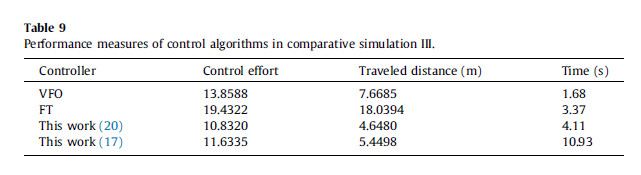 Table 9
Performance measures of control algorithms in comparative simulation III.
Controller Control effort Traveled distance (m) Time (s)
VFO 13.8588 7.6685 1.68
FT 19.4322 18.0394 3.37
This work (20) 10.8320 4.6480 4.11
This work (17) 11.6335 5.4498 10.93